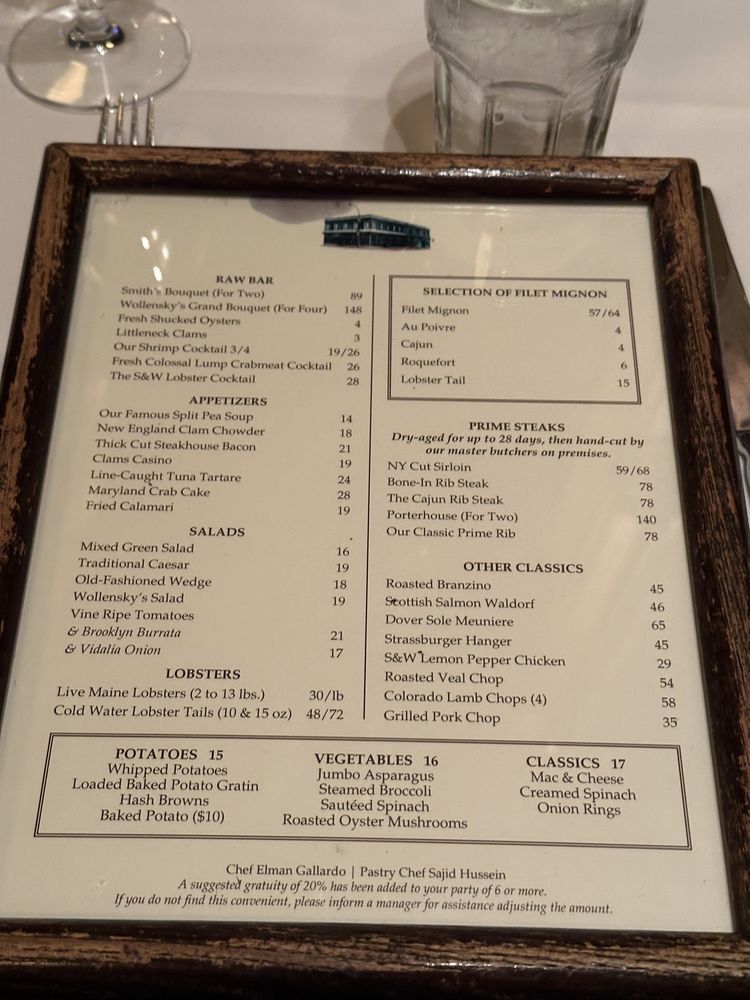 RAW BAR
Smith's Bouquet (For Two) 89
Wollensky's Grand Bouquet (For Four) 148
Fresh Shucked Oysters 4
Littleneck Clams 3
Our Shrimp Cocktail 3/4 19/26
Fresh Colossal Lump Crabmeat Cocktail 26
The S&W Lobster Cocktail 28
APPETIZERS
Our Famous Split Pea Soup 14
New England Clam Chowder 18
Thick Cut Steakhouse Bacon 21
Clams Casino 19
Line-Caught Tuna Tartare 24
Maryland Crab Cake 28
Fried Calamari 19
SALADS
Mixed Green Salad 16
Traditional Caesar 19
Old-Fashioned Wedge 18
Wollensky's Salad 19
Vine Ripe Tomatoes
& Brooklyn Burrata 21
& Vidalia Onion 17
LOBSTERS
Live Maine Lobsters (2 to 13 lbs.) 30/lb
Cold Water Lobster Tails (10 & 15 oz) 48/72
SELECTION OF FILET MIGNON
Filet Mignon 57/64
Au Poivre 4
Cajun 4
Roquefort 6
Lobster Tail 15
PRIME STEAKS
Dry-aged for up to 28 days, then hand-cut by
our master butchers on premises.
NY Cut Sirloin 59/68
Bone-In Rib Steak 78
The Cajun Rib Steak 78
Porterhouse (For Two) 140
Our Classic Prime Rib 78
OTHER CLASSICS
Roasted Branzino 45
Scottish Salmon Waldorf 46
Dover Sole Meuniere 65
Strassburger Hanger 45
S&W Lemon Pepper Chicken 29
Roasted Veal Chop 54
Colorado Lamb Chops (4) 58
Grilled Pork Chop 35
POTATOES 15
Whipped Potatoes
Loaded Baked Potato Gratin
Hash Browns
Baked Potato ($10)
VEGETABLES 16
Jumbo Asparagus
Steamed Broccoli
Sautéed Spinach
Roasted Oyster Mushrooms
CLASSICS 17
Mac & Cheese
Creamed Spinach
Onion Rings
Chef Elman Gallardo | Pastry Chef Sajid Hussein
A suggested gratuity of 20% has been added to your party of 6 or more.
If you do not find this convenient, please inform a manager for assistance adjusting the amount.